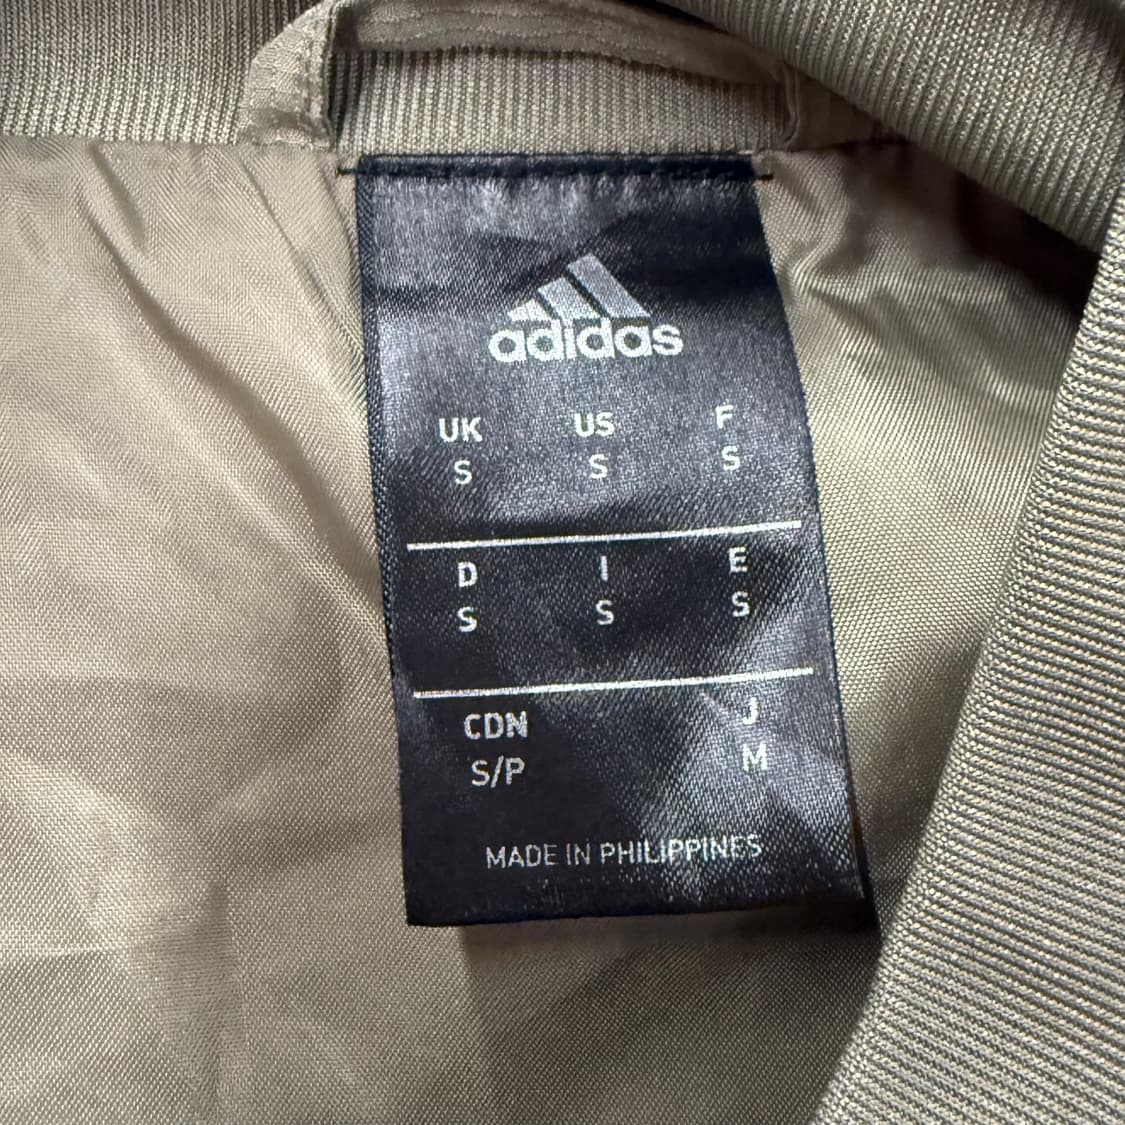 adidas
UK US F
S S S
D I E
S S S
CDN J
S/P M
MADE IN PHILIPPINES